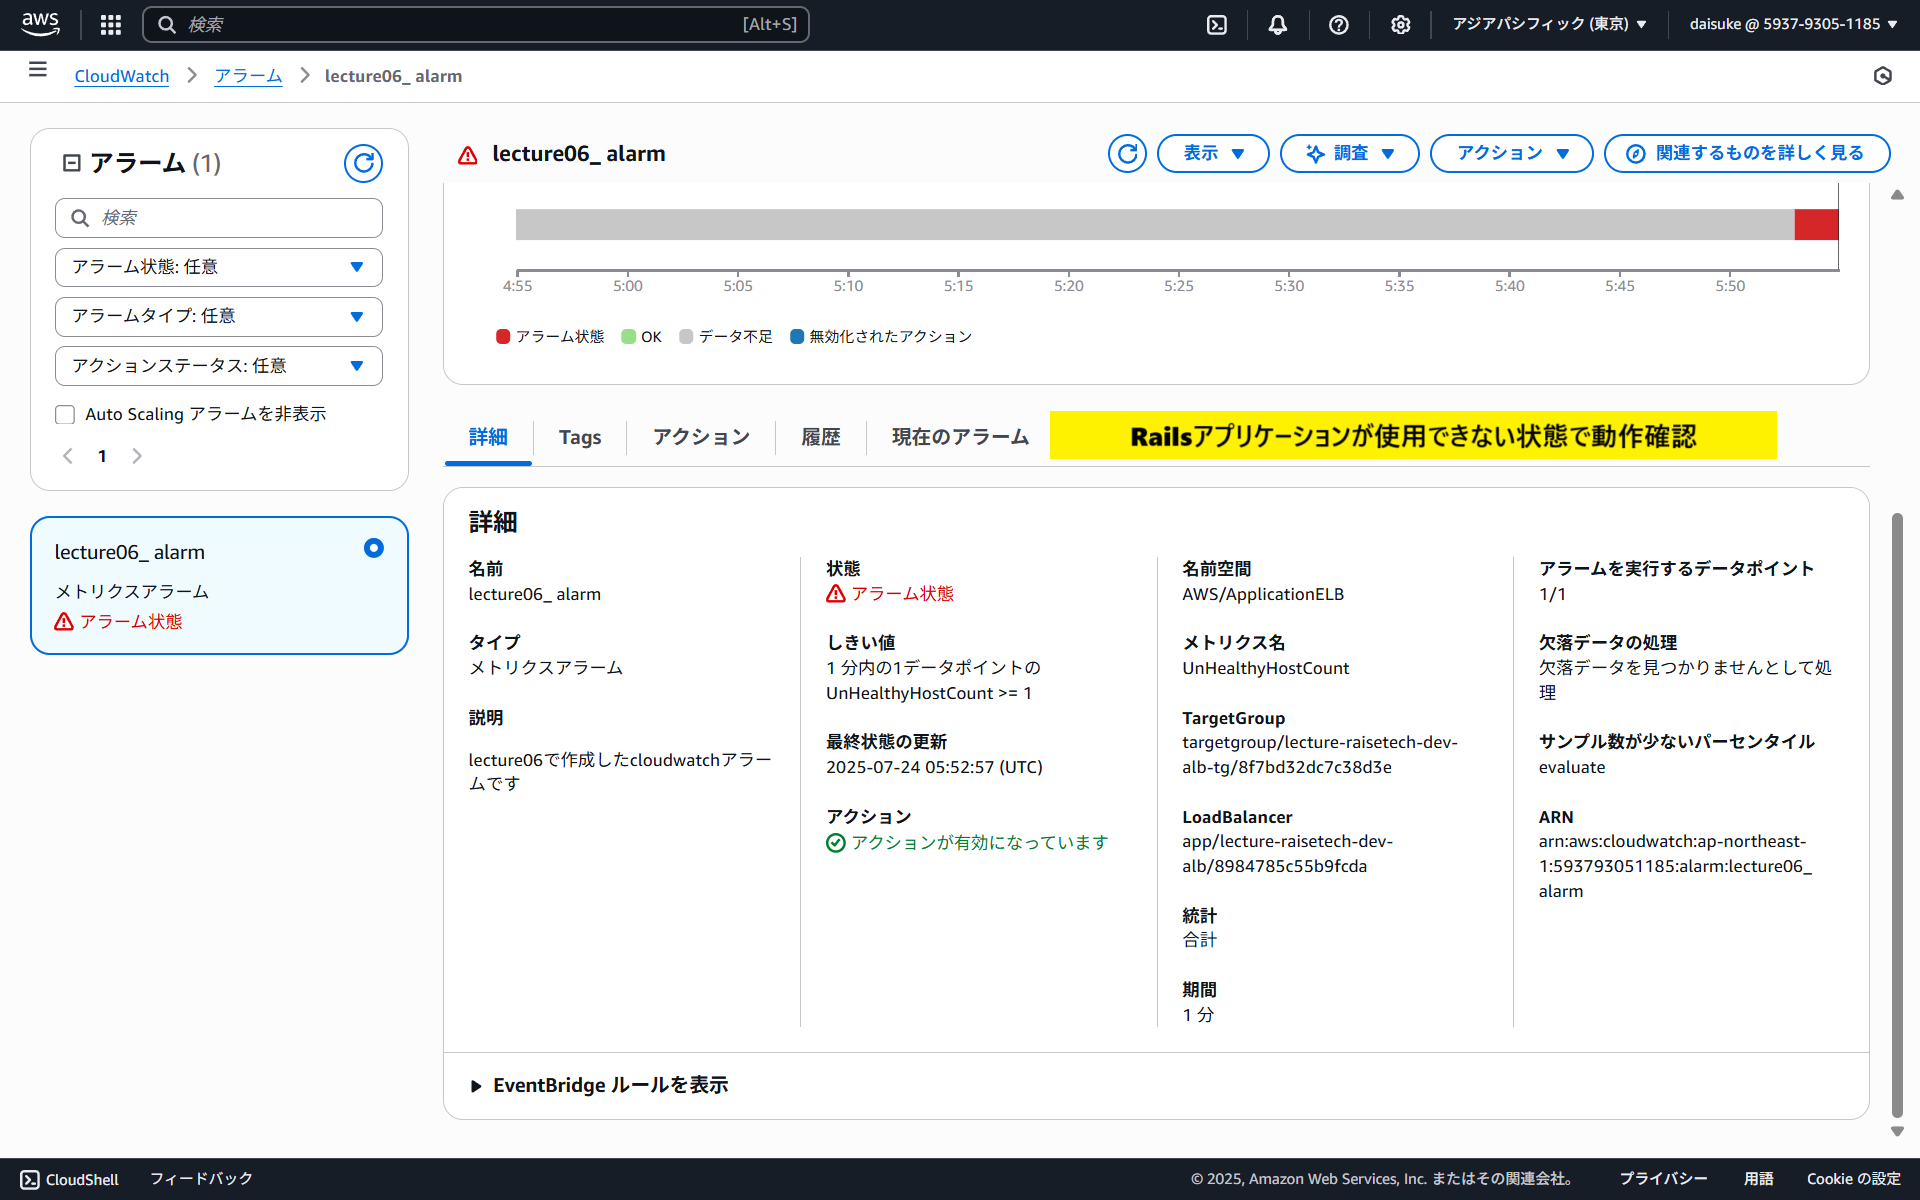 aws
検索
[Alt+S]
アジアパシフィック (東京) ▼
daisuke @ 5937-9305-1185 ▼
CloudWatch > アラーム > lecture06_ alarm
アラーム (1)
検索
アラーム状態: 任意
アラームタイプ: 任意
アクションステータス: 任意
Auto Scaling アラームを非表示
1
lecture06_ alarm
メトリクスアラーム
アラーム状態
lecture06_ alarm
表示
調査
アクション
関連するものを詳しく見る
4:55 5:00 5:05 5:10 5:15 5:20 5:25 5:30 5:35 5:40 5:45 5:50
アラーム状態 OK データ不足 無効化されたアクション
詳細
Tags
アクション
履歴
現在のアラーム
Railsアプリケーションが使用できない状態で動作確認
詳細
名前
lecture06_ alarm
タイプ
メトリクスアラーム
説明
lecture06で作成したcloudwatchアラー
ムです
状態
アラーム状態
しきい値
1 分内の1データポイントの
UnHealthyHostCount >= 1
最終状態の更新
2025-07-24 05:52:57 (UTC)
アクション
アクションが有効になっています
名前空間
AWS/ApplicationELB
メトリクス名
UnHealthyHostCount
TargetGroup
targetgroup/lecture-raisetech-dev-
alb-tg/8f7bd32dc7c38d3e
LoadBalancer
app/lecture-raisetech-dev-
alb/8984785c55b9fcda
統計
合計
期間
1 分
アラームを実行するデータポイント
1/1
欠落データの処理
欠落データを見つかりませんとして処
理
サンプル数が少ないパーセンタイル
evaluate
ARN
arn:aws:cloudwatch:ap-northeast-
1:593793051185:alarm:lecture06_
alarm
EventBridge ルールを表示
CloudShell
フィードバック
© 2025, Amazon Web Services, Inc. またはその関連会社。
プライバシー
用語
Cookie の設定